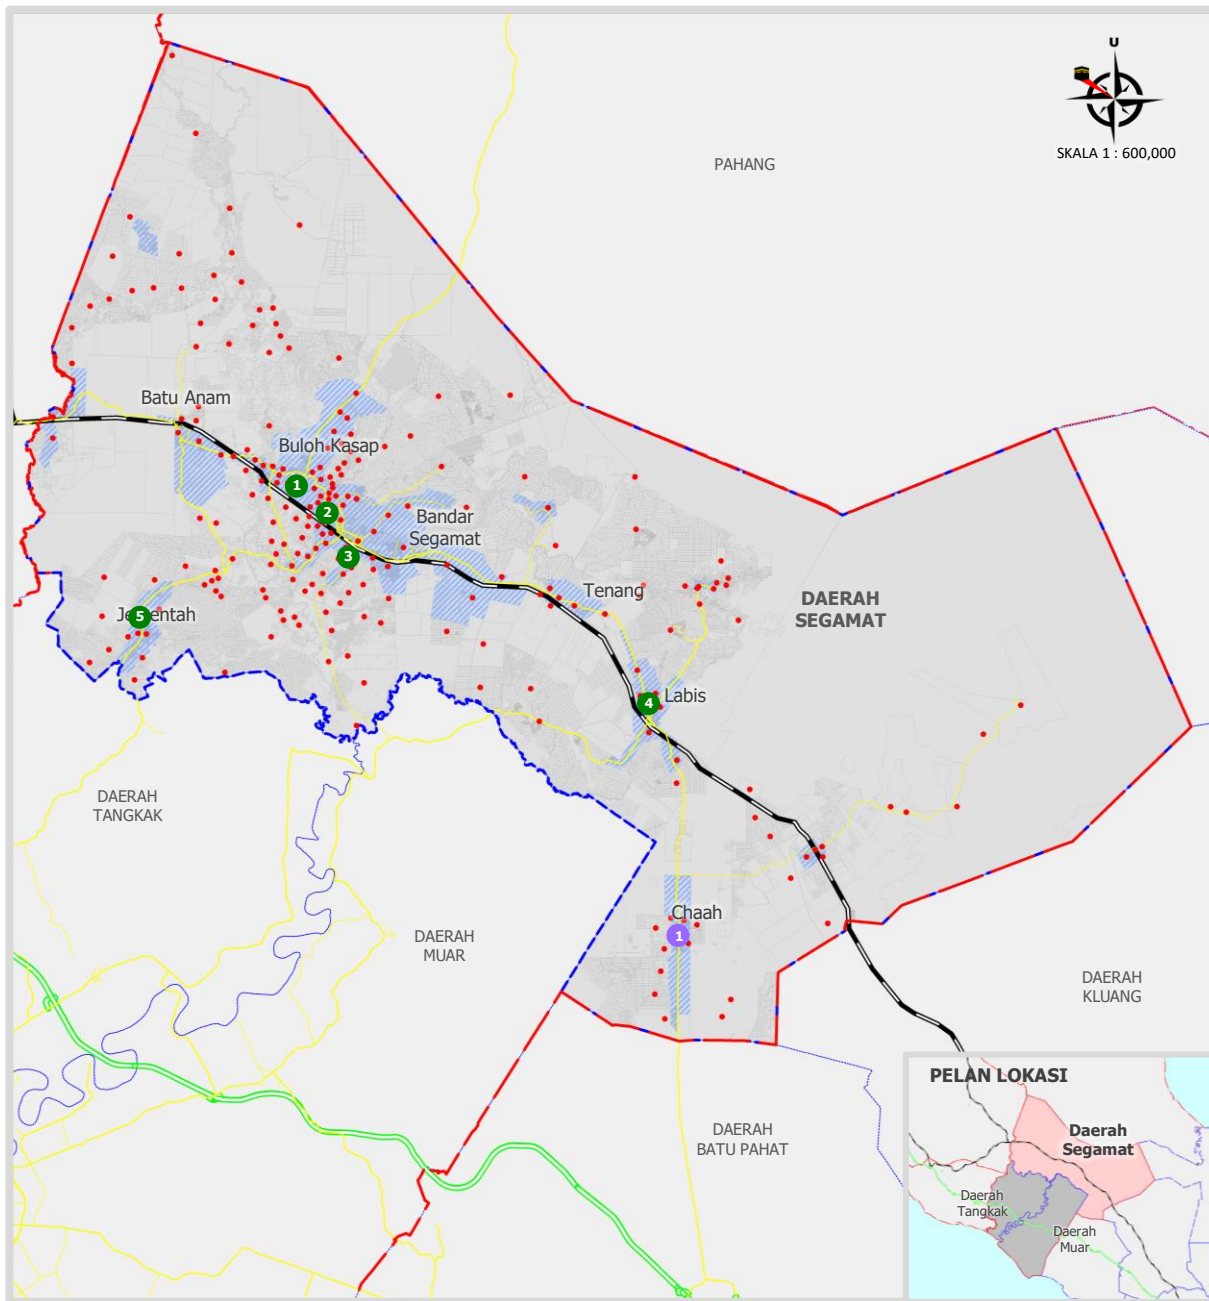 U
SKALA 1 : 600,000
PAHANG
Batu Anam
Buloh Kasap
1
2
Bandar
Segamat
3
Tenang
DAERAH
SEGAMAT
5
Jementah
4
Labis
DAERAH
TANGKAK
Chaah
1
DAERAH
MUAR
DAERAH
KLUANG
DAERAH
BATU PAHAT
PELAN LOKASI
Daerah
Segamat
Daerah
Tangkak
Daerah
Muar